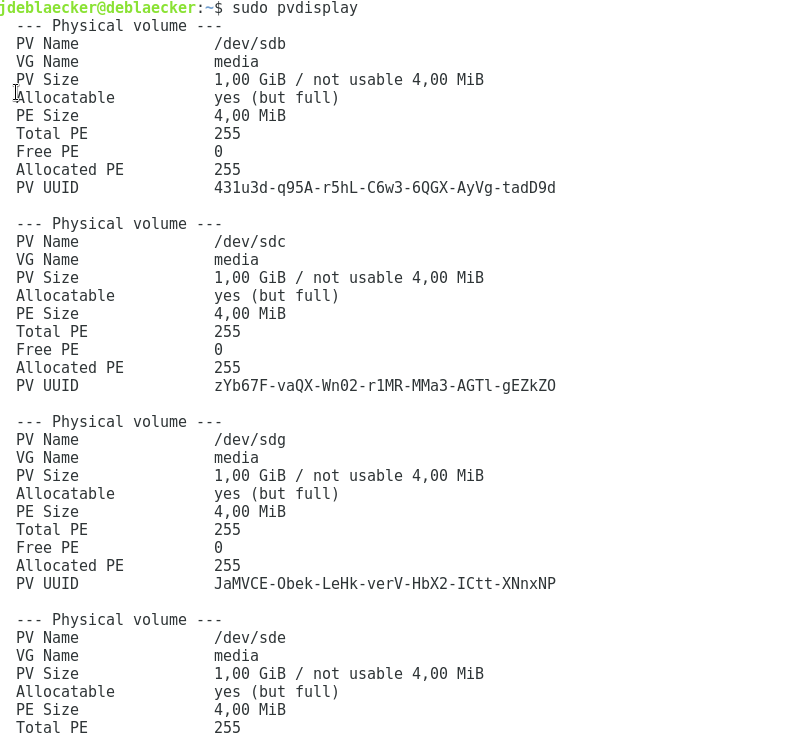 jdeblaecker@deblaecker:~$ sudo pvdisplay
--- Physical volume ---
PV Name /dev/sdb
VG Name media
PV Size 1,00 GiB / not usable 4,00 MiB
Allocatable yes (but full)
PE Size 4,00 MiB
Total PE 255
Free PE 0
Allocated PE 255
PV UUID 431u3d-q95A-r5hL-C6w3-6QGX-AyVg-tadD9d
--- Physical volume ---
PV Name /dev/sdc
VG Name media
PV Size 1,00 GiB / not usable 4,00 MiB
Allocatable yes (but full)
PE Size 4,00 MiB
Total PE 255
Free PE 0
Allocated PE 255
PV UUID zYb67F-vaQX-Wn02-r1MR-MMa3-AGTl-gEZkZO
--- Physical volume ---
PV Name /dev/sdg
VG Name media
PV Size 1,00 GiB / not usable 4,00 MiB
Allocatable yes (but full)
PE Size 4,00 MiB
Total PE 255
Free PE 0
Allocated PE 255
PV UUID JaMVCE-Obek-LeHk-verV-HbX2-ICtt-XNnxNP
--- Physical volume ---
PV Name /dev/sde
VG Name media
PV Size 1,00 GiB / not usable 4,00 MiB
Allocatable yes (but full)
PE Size 4,00 MiB
Total PE 255